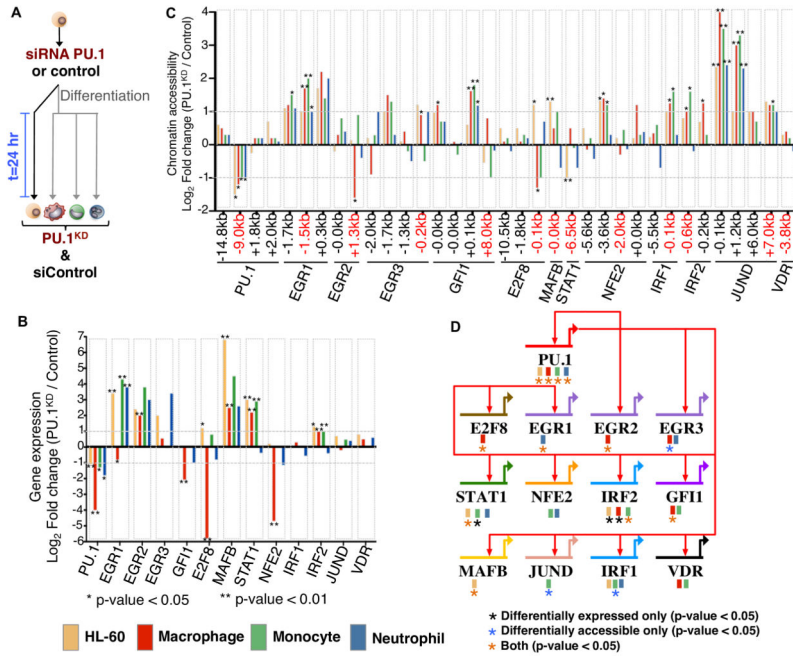 A
siRNA PU.1
or control
Differentiation
t=24 hr
PU.1KD
&
siControl
C
Chromatin accessibility
Log2 Fold change (PU.1KD / Control)
4
3
2
1
0
-1
-2
-14.8kb -9.0kb +1.8kb +2.0kb -1.7kb -1.5kb +0.3kb -0.0kb +1.3kb -2.0kb -1.7kb -1.3kb -0.2kb -0.0kb -0.0kb +0.1kb +8.0kb -10.5kb -1.8kb -0.1kb -0.0kb -6.5kb -5.6kb -3.6kb -2.0kb +0.0kb -5.5kb -0.1kb -0.6kb -0.2kb -0.1kb +1.2kb +6.0kb +7.0kb -3.8kb
PU.1 EGR1 EGR2 EGR3 GFI1 E2F8 MAFB STAT1 NFE2 IRF1 IRF2 JUND VDR
B
Gene expression
Log2 Fold change (PU.1KD / Control)
7
6
5
4
3
2
1
0
-1
-2
-3
-4
-5
-6
PU.1 EGR1 EGR2 EGR3 GFI1 E2F8 MAFB STAT1 NFE2 IRF1 IRF2 JUND VDR
* p-value < 0.05 ** p-value < 0.01
HL-60 Macrophage Monocyte Neutrophil
D
PU.1
E2F8 EGR1 EGR2 EGR3
STAT1 NFE2 IRF2 GFI1
MAFB JUND IRF1 VDR
* Differentially expressed only (p-value < 0.05)
* Differentially accessible only (p-value < 0.05)
* Both (p-value < 0.05)